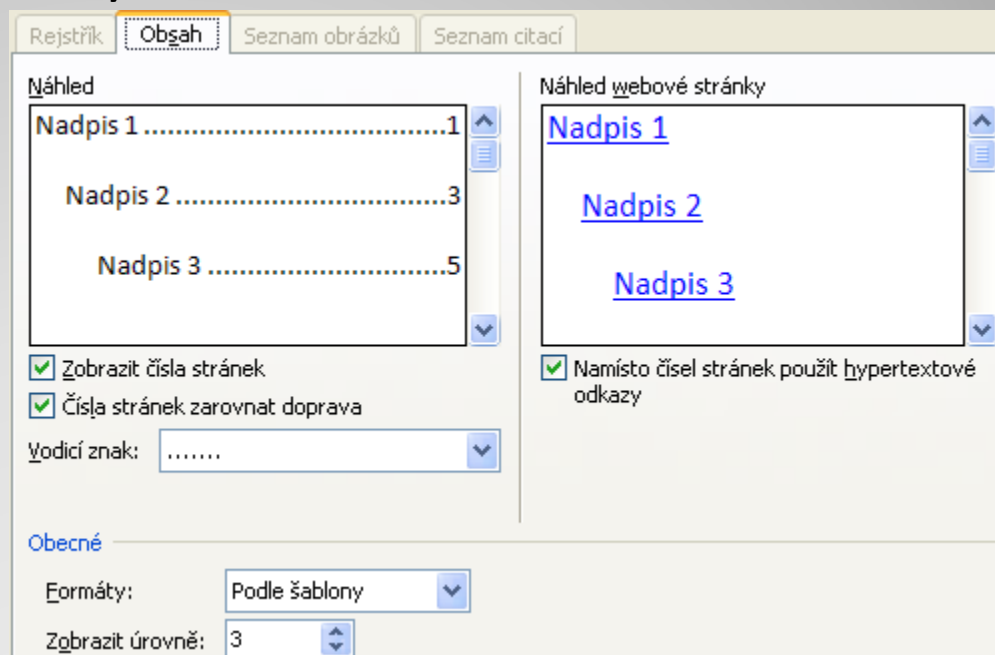 Rejstřík Obsah Seznam obrázků Seznam citací
Náhled
Nadpis 1......................................1
Nadpis 2..................................3
Nadpis 3..............................5
Zobrazit čísla stránek
Čísla stránek zarovnat doprava
Vodicí znak: .......
Náhled webové stránky
Nadpis 1
Nadpis 2
Nadpis 3
Namísto čísel stránek použít hypertextové
odkazy
Obecné
Formáty: Podle šablony
Zobrazit úrovně: 3